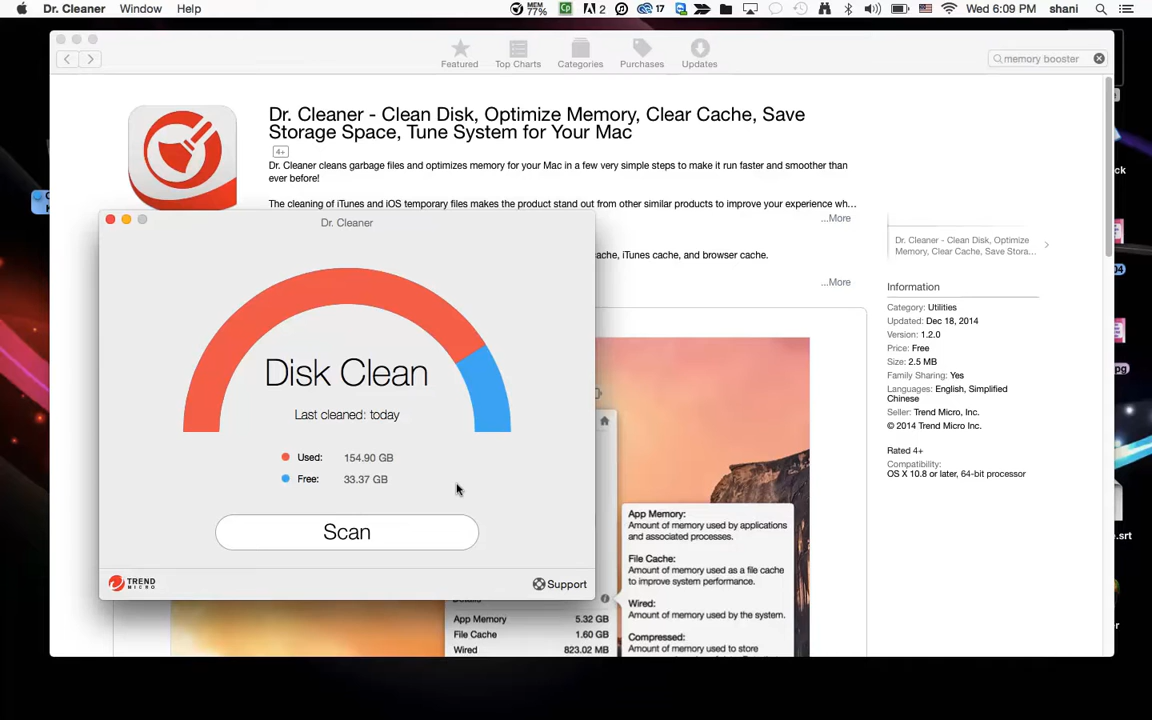 Dr. Cleaner Window Help MEM 77% Cp 2 17 Wed 6:09 PM shani
Featured Top Charts Categories Purchases Updates
memory booster
Dr. Cleaner - Clean Disk, Optimize Memory, Clear Cache, Save
Storage Space, Tune System for Your Mac
4+
Dr. Cleaner cleans garbage files and optimizes memory for your Mac in a few very simple steps to make it run faster and smoother than
ever before!
The cleaning of iTunes and iOS temporary files makes the product stand out from other similar products to improve your experience wh...
...More
iTunes cache, and browser cache.
...More
Dr. Cleaner - Clean Disk, Optimize
Memory, Clear Cache, Save Stora...
Information
Category: Utilities
Updated: Dec 18, 2014
Version: 1.2.0
Price: Free
Size: 2.5 MB
Family Sharing: Yes
Languages: English, Simplified
Chinese
Seller: Trend Micro, Inc.
© 2014 Trend Micro Inc.
Rated 4+
Compatibility:
OS X 10.8 or later, 64-bit processor
Dr. Cleaner
Disk Clean
Last cleaned: today
Used: 154.90 GB
Free: 33.37 GB
Scan
TREND
MICRO
Support
App Memory:
Amount of memory used by applications
and associated processes.
File Cache:
Amount of memory used as a file cache
to improve system performance.
Wired:
Amount of memory used by the system.
Compressed:
Amount of memory used to store
App Memory 5.32 GB
File Cache 1.60 GB
Wired 823.02 MB
e.srt